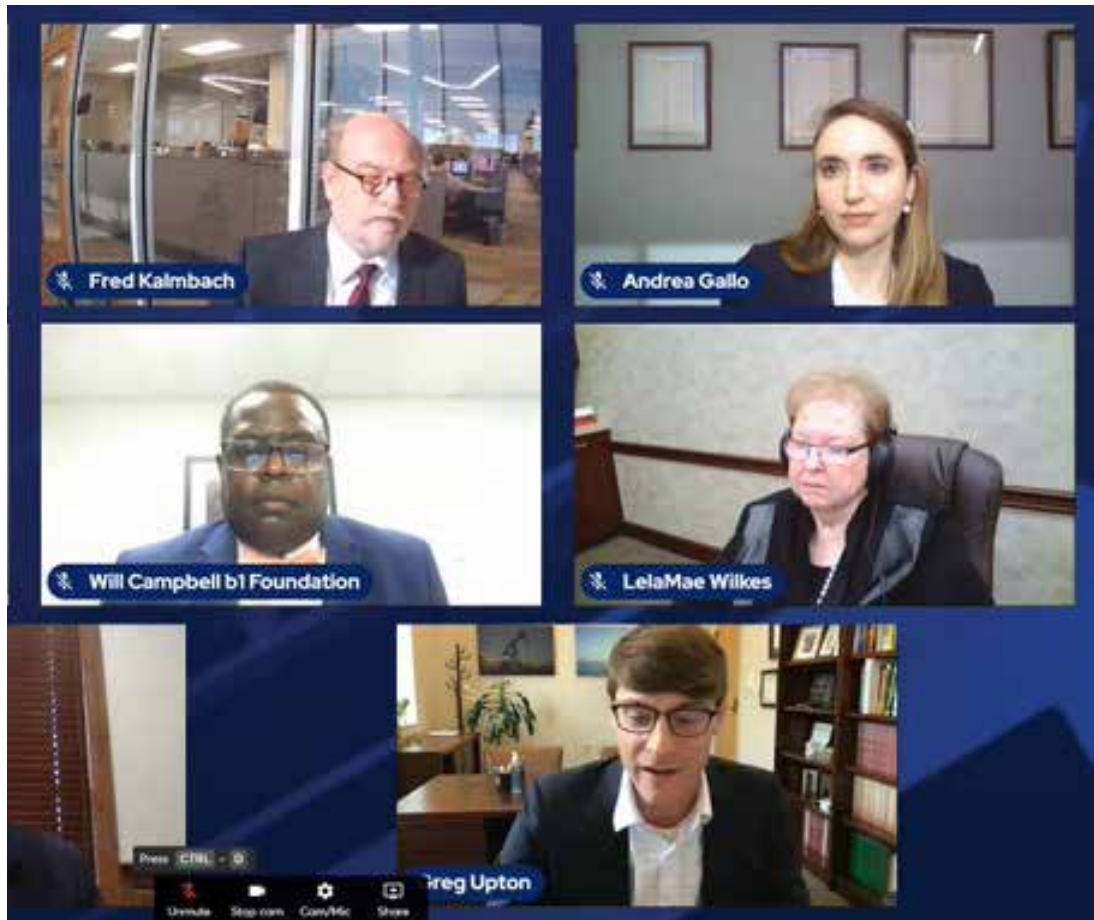 Fred Kalmbach
Andrea Gallo
Will Campbell b1 Foundation
LelaMae Wilkes
Press CTRL - D
Greg Upton
Unmute Stop cam Cam/Mic Share